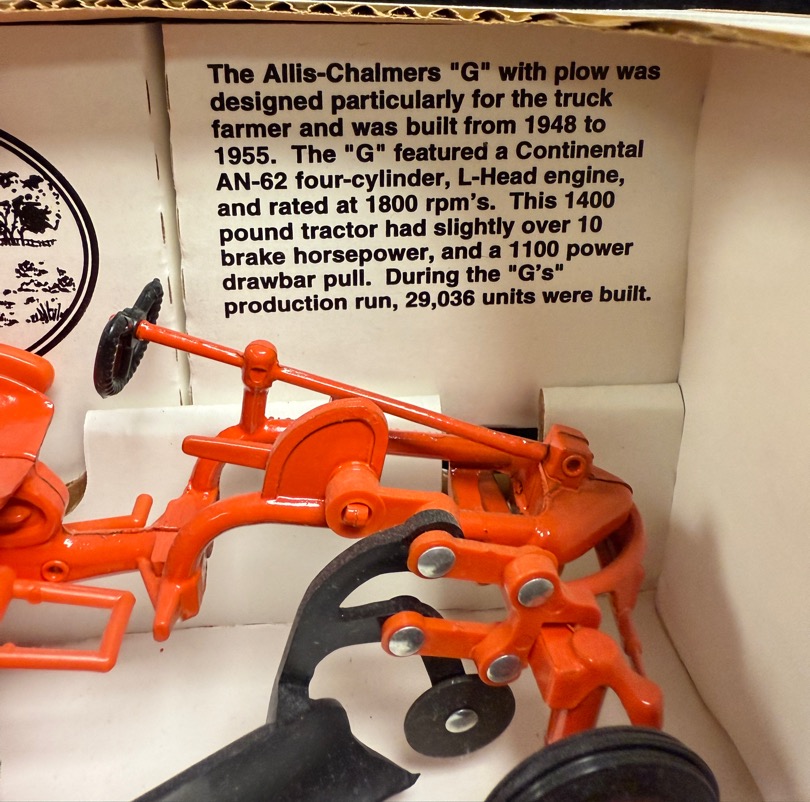 The Allis-Chalmers "G" with plow was
designed particularly for the truck
farmer and was built from 1948 to
1955.  The "G" featured a Continental
AN-62 four-cylinder, L-Head engine,
and rated at 1800 rpm's.  This 1400
pound tractor had slightly over 10
brake horsepower, and a 1100 power
drawbar pull.  During the "G's"
production run, 29,036 units were built.